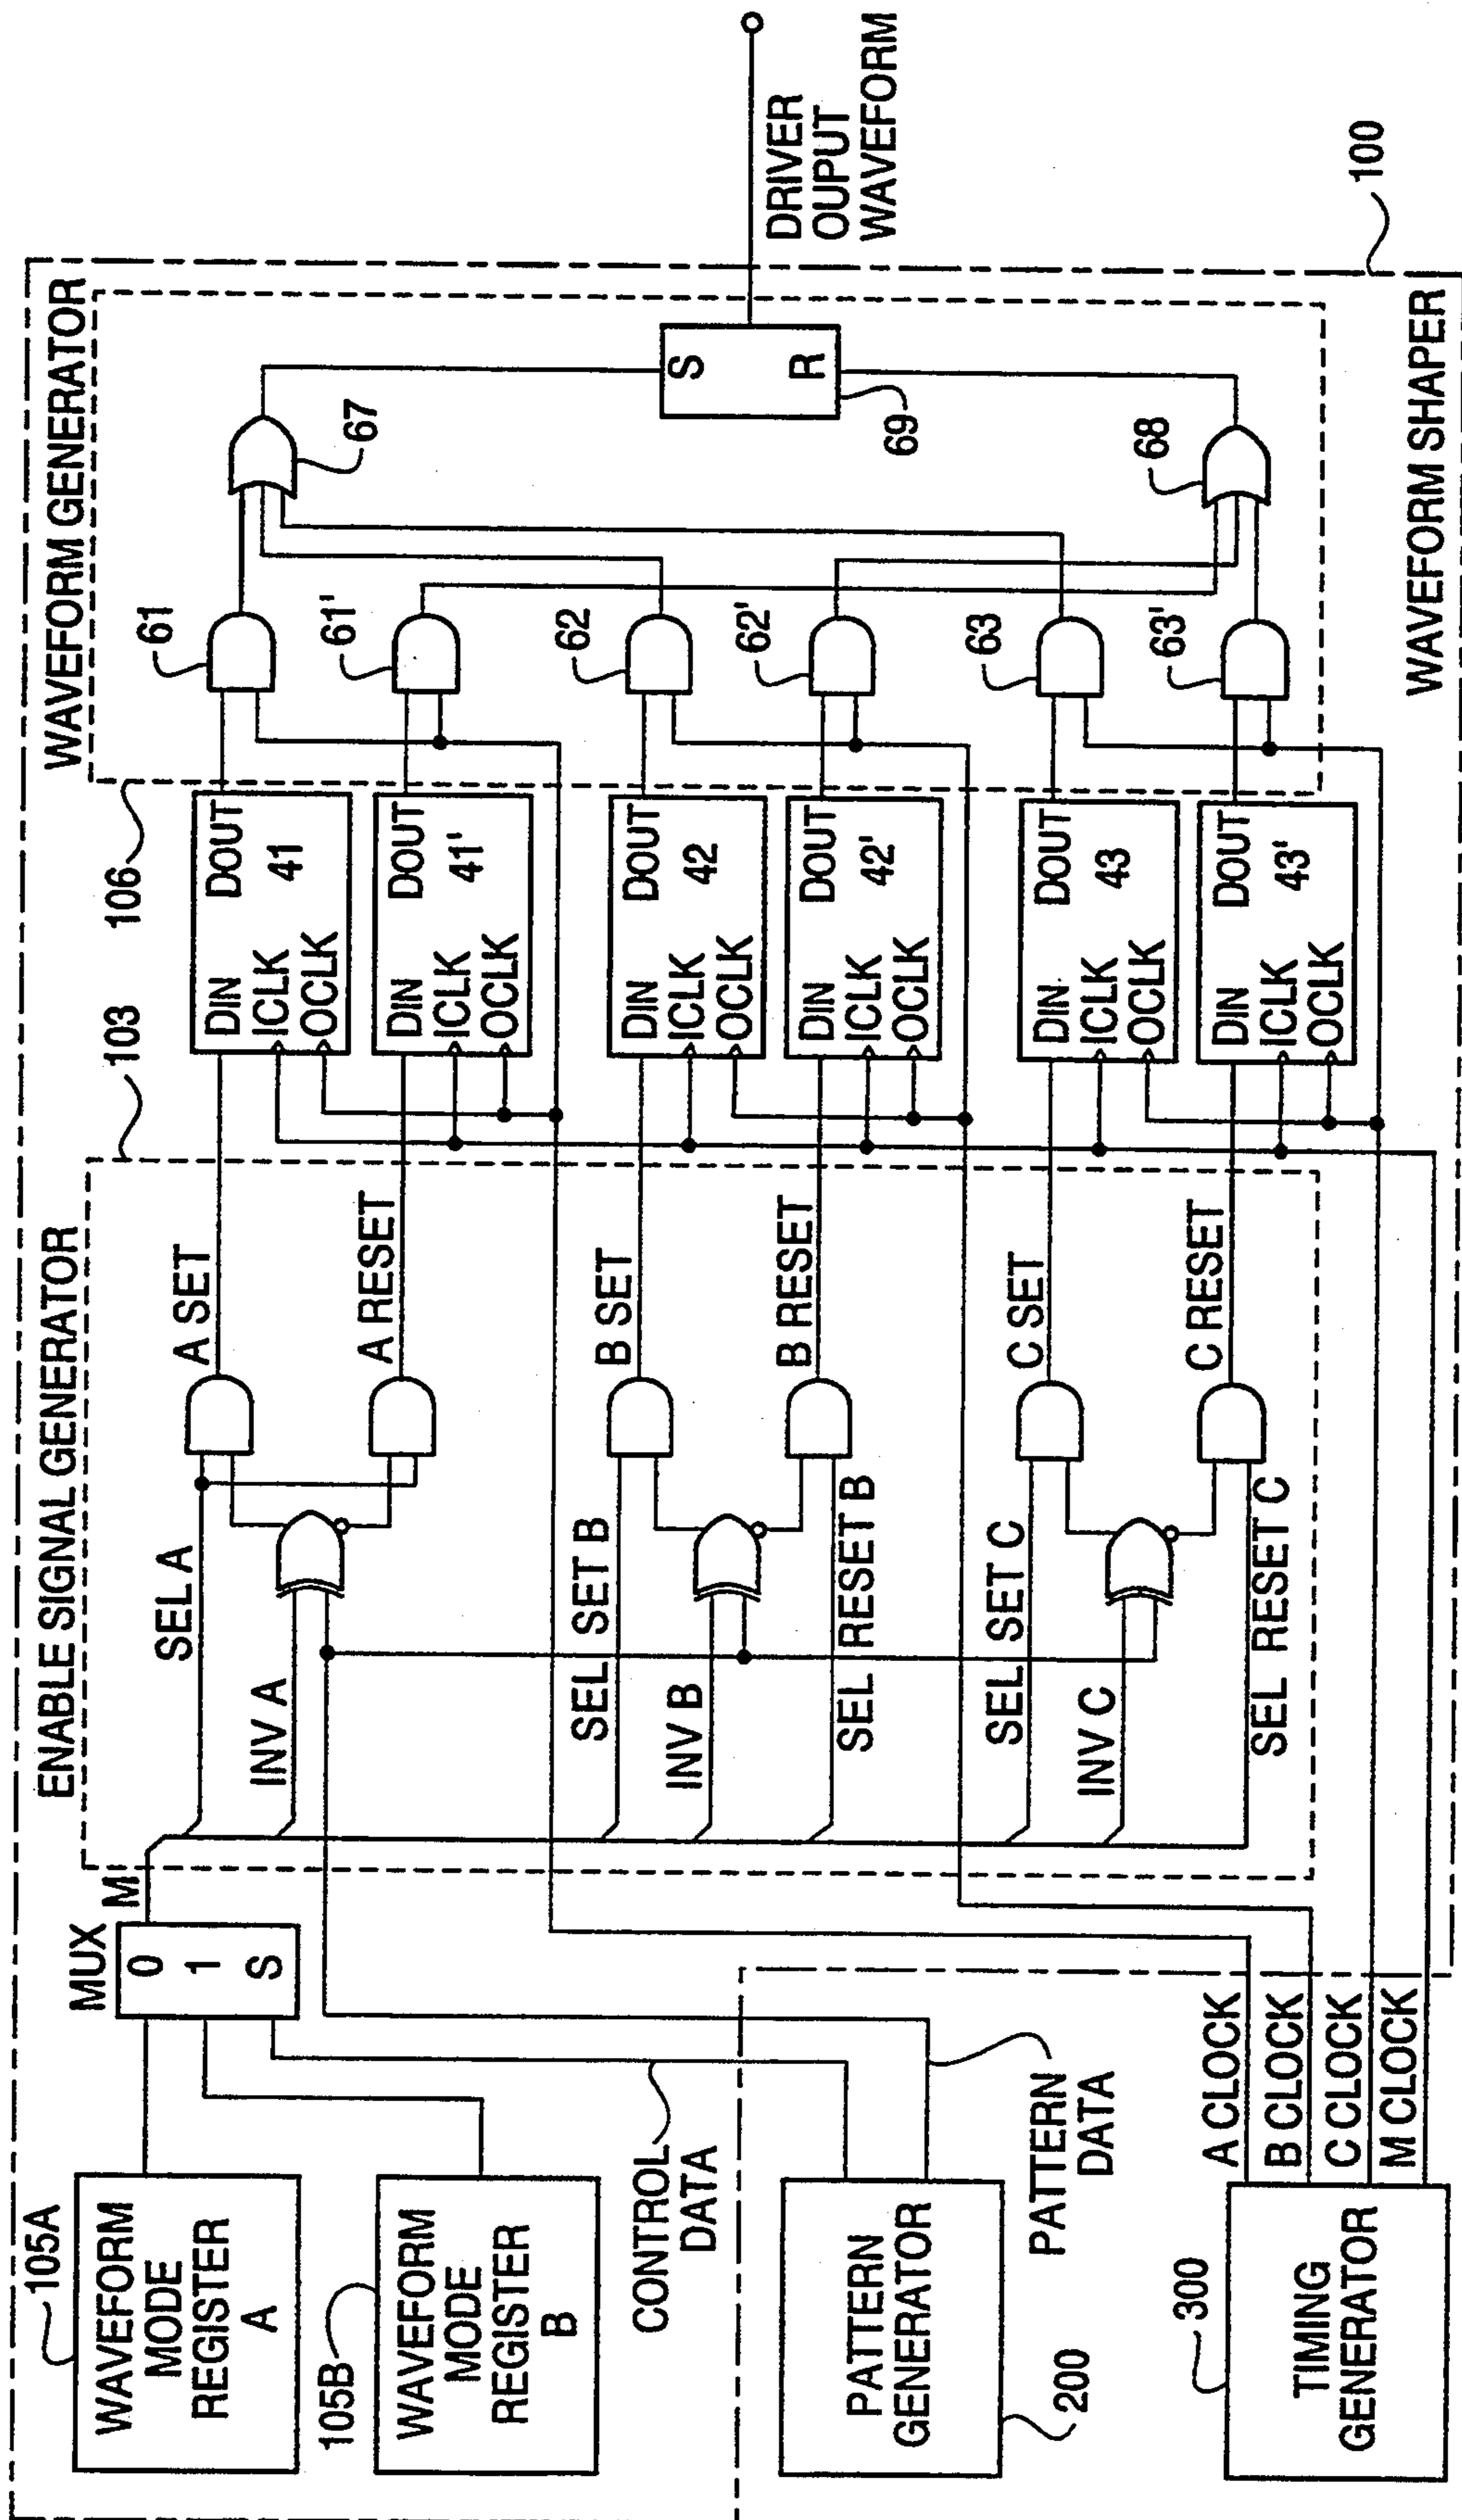 105A
WAVEFORM
MODE
REGISTER
A
105B
WAVEFORM
MODE
REGISTER
B
MUX
0
1
S
M
CONTROL
DATA
PATTERN
GENERATOR
200
PATTERN
DATA
300
TIMING
GENERATOR
A CLOCK
B CLOCK
C CLOCK
M CLOCK
ENABLE SIGNAL GENERATOR
103
SEL A
INV A
A SET
A RESET
SEL SET B
INV B
SEL RESET B
B SET
B RESET
SEL SET C
INV C
SEL RESET C
C SET
C RESET
106
DIN DOUT
ICLK 41
OCLK
DIN DOUT
ICLK 41'
OCLK
DIN DOUT
ICLK 42
OCLK
DIN DOUT
ICLK 42'
OCLK
DIN DOUT
ICLK 43
OCLK
DIN DOUT
ICLK 43'
OCLK
WAVEFORM GENERATOR
61
61'
62
62'
63
63'
67
68
S
R
69
DRIVER
OUPUT
WAVEFORM
100
WAVEFORM SHAPER